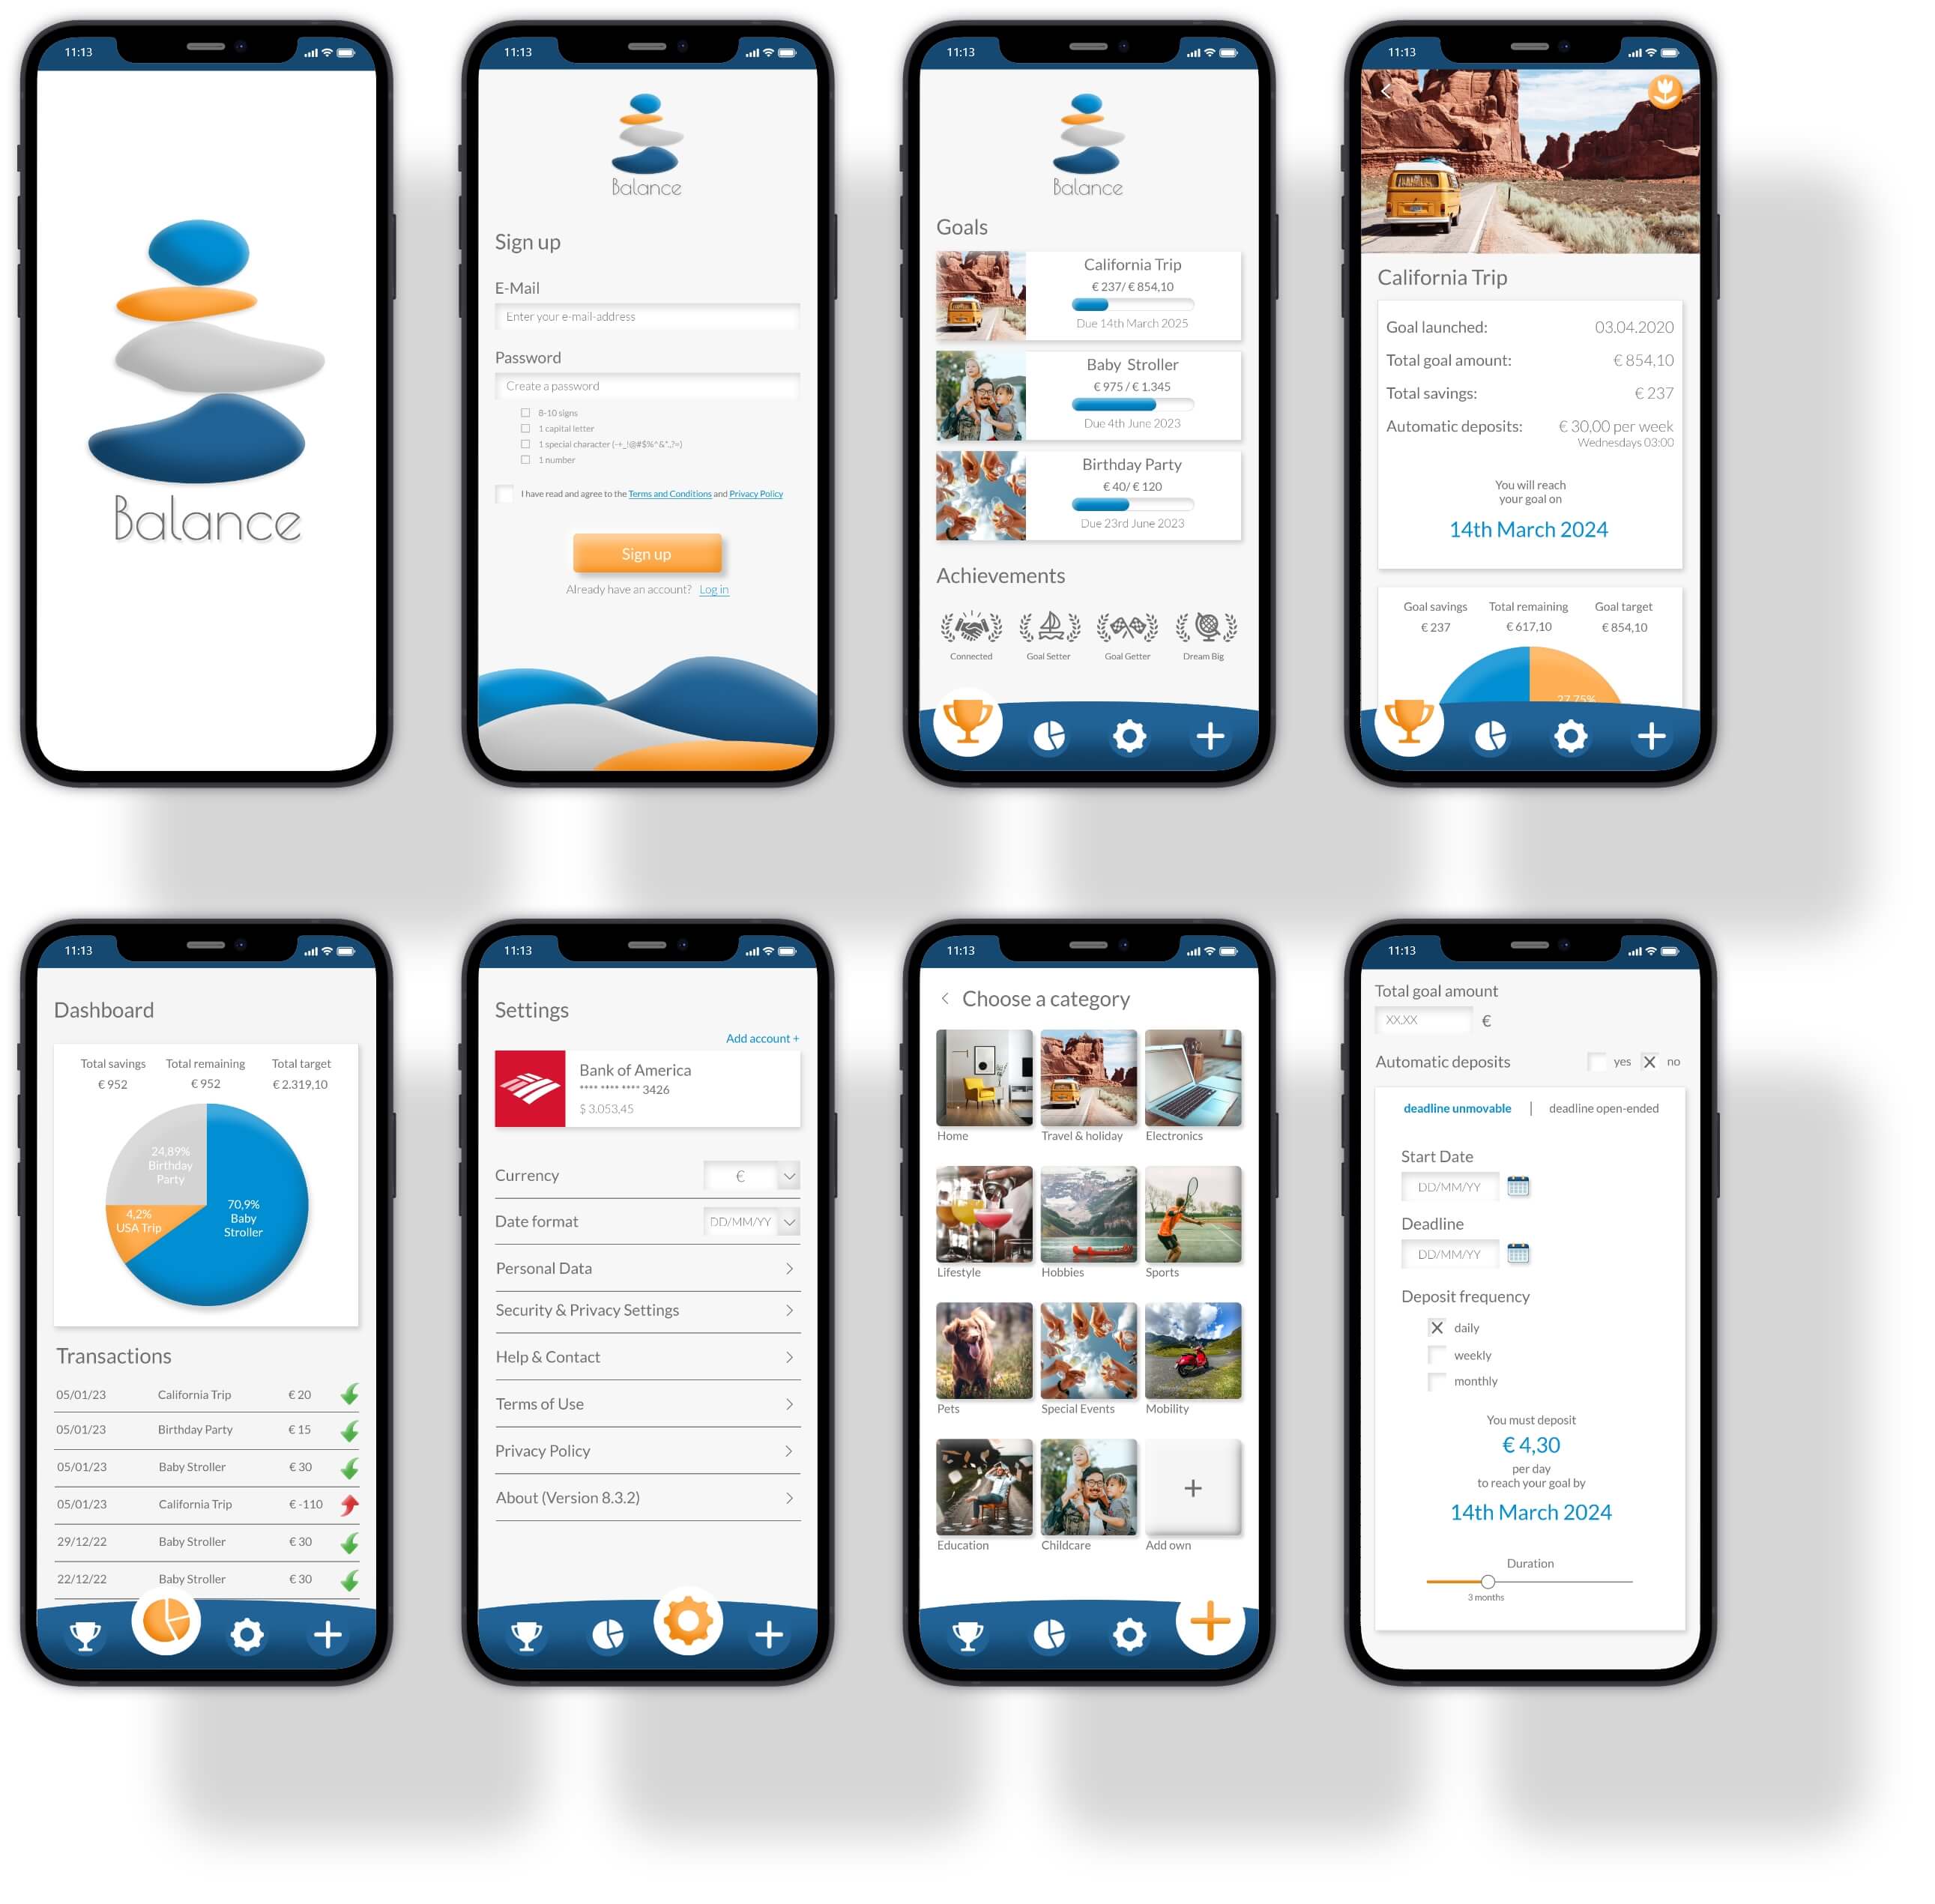 11:13
Balance
11:13
Balance
Sign up
E-Mail
Enter your e-mail-address
Password
Create a password
8-10 signs
1 capital letter
1 special character (-+_!@#$%^&*.,?=)
1 number
I have read and agree to the Terms and Conditions and Privacy Policy
Sign up
Already have an account? Log in
11:13
Balance
Goals
California Trip
€ 237/ € 854,10
Due 14th March 2025
Baby Stroller
€ 975 / € 1.345
Due 4th June 2023
Birthday Party
€ 40/ € 120
Due 23rd June 2023
Achievements
Connected Goal Setter Goal Getter Dream Big
11:13
California Trip
Goal launched: 03.04.2020
Total goal amount: € 854,10
Total savings: € 237
Automatic deposits: € 30,00 per week
Wednesdays 03:00
You will reach
your goal on
14th March 2024
Goal savings Total remaining Goal target
€ 237 € 617,10 € 854,10
27,75%
11:13
Dashboard
Total savings Total remaining Total target
€ 952 € 952 € 2.319,10
24,89%
Birthday
Party
4,2%
USA Trip
70,9%
Baby
Stroller
Transactions
05/01/23 California Trip € 20
05/01/23 Birthday Party € 15
05/01/23 Baby Stroller € 30
05/01/23 California Trip € -110
29/12/22 Baby Stroller € 30
22/12/22 Baby Stroller € 30
11:13
Settings
Add account +
Bank of America
**** **** **** 3426
$ 3.053,45
Currency €
Date format DD/MM/YY
Personal Data
Security & Privacy Settings
Help & Contact
Terms of Use
Privacy Policy
About (Version 8.3.2)
11:13
Choose a category
Home Travel & holiday Electronics
Lifestyle Hobbies Sports
Pets Special Events Mobility
Education Childcare Add own
11:13
Total goal amount
XX.XX €
Automatic deposits yes no
deadline unmovable | deadline open-ended
Start Date
DD/MM/YY
Deadline
DD/MM/YY
Deposit frequency
daily
weekly
monthly
You must deposit
€ 4,30
per day
to reach your goal by
14th March 2024
Duration
3 months